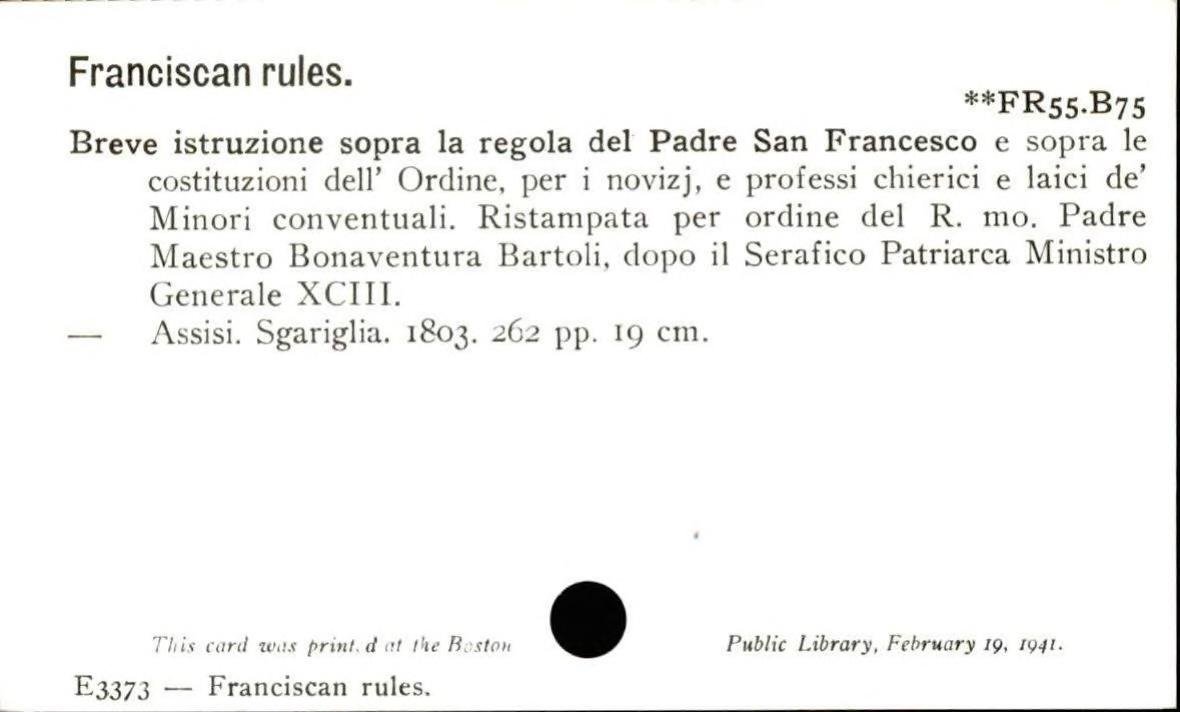 Franciscan rules.
**FR55.B75
Breve istruzione sopra la regola del Padre San Francesco e sopra le
costituzioni dell' Ordine, per i novizj, e professi chierici e laici de'
Minori conventuali. Ristampata per ordine del R. mo. Padre
Maestro Bonaventura Bartoli, dopo il Serafico Patriarca Ministro
Generale XCIII.
— Assisi. Sgariglia. 1803. 262 pp. 19 cm.
This card was print.d at the Boston Public Library, February 19, 1941.
E3373 — Franciscan rules.